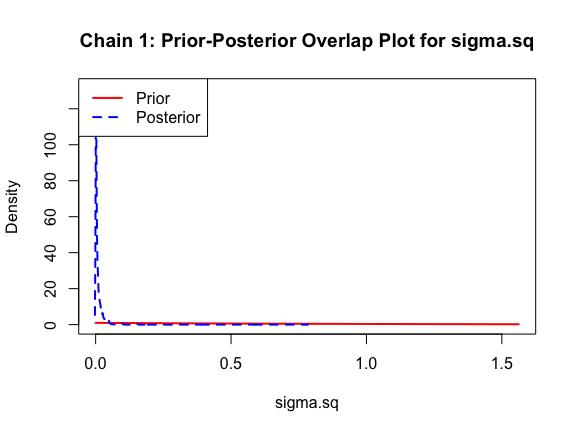 Chain 1: Prior-Posterior Overlap Plot for sigma.sq
Prior
Posterior
Density
100
80
60
40
20
0
0.0 0.5 1.0 1.5
sigma.sq